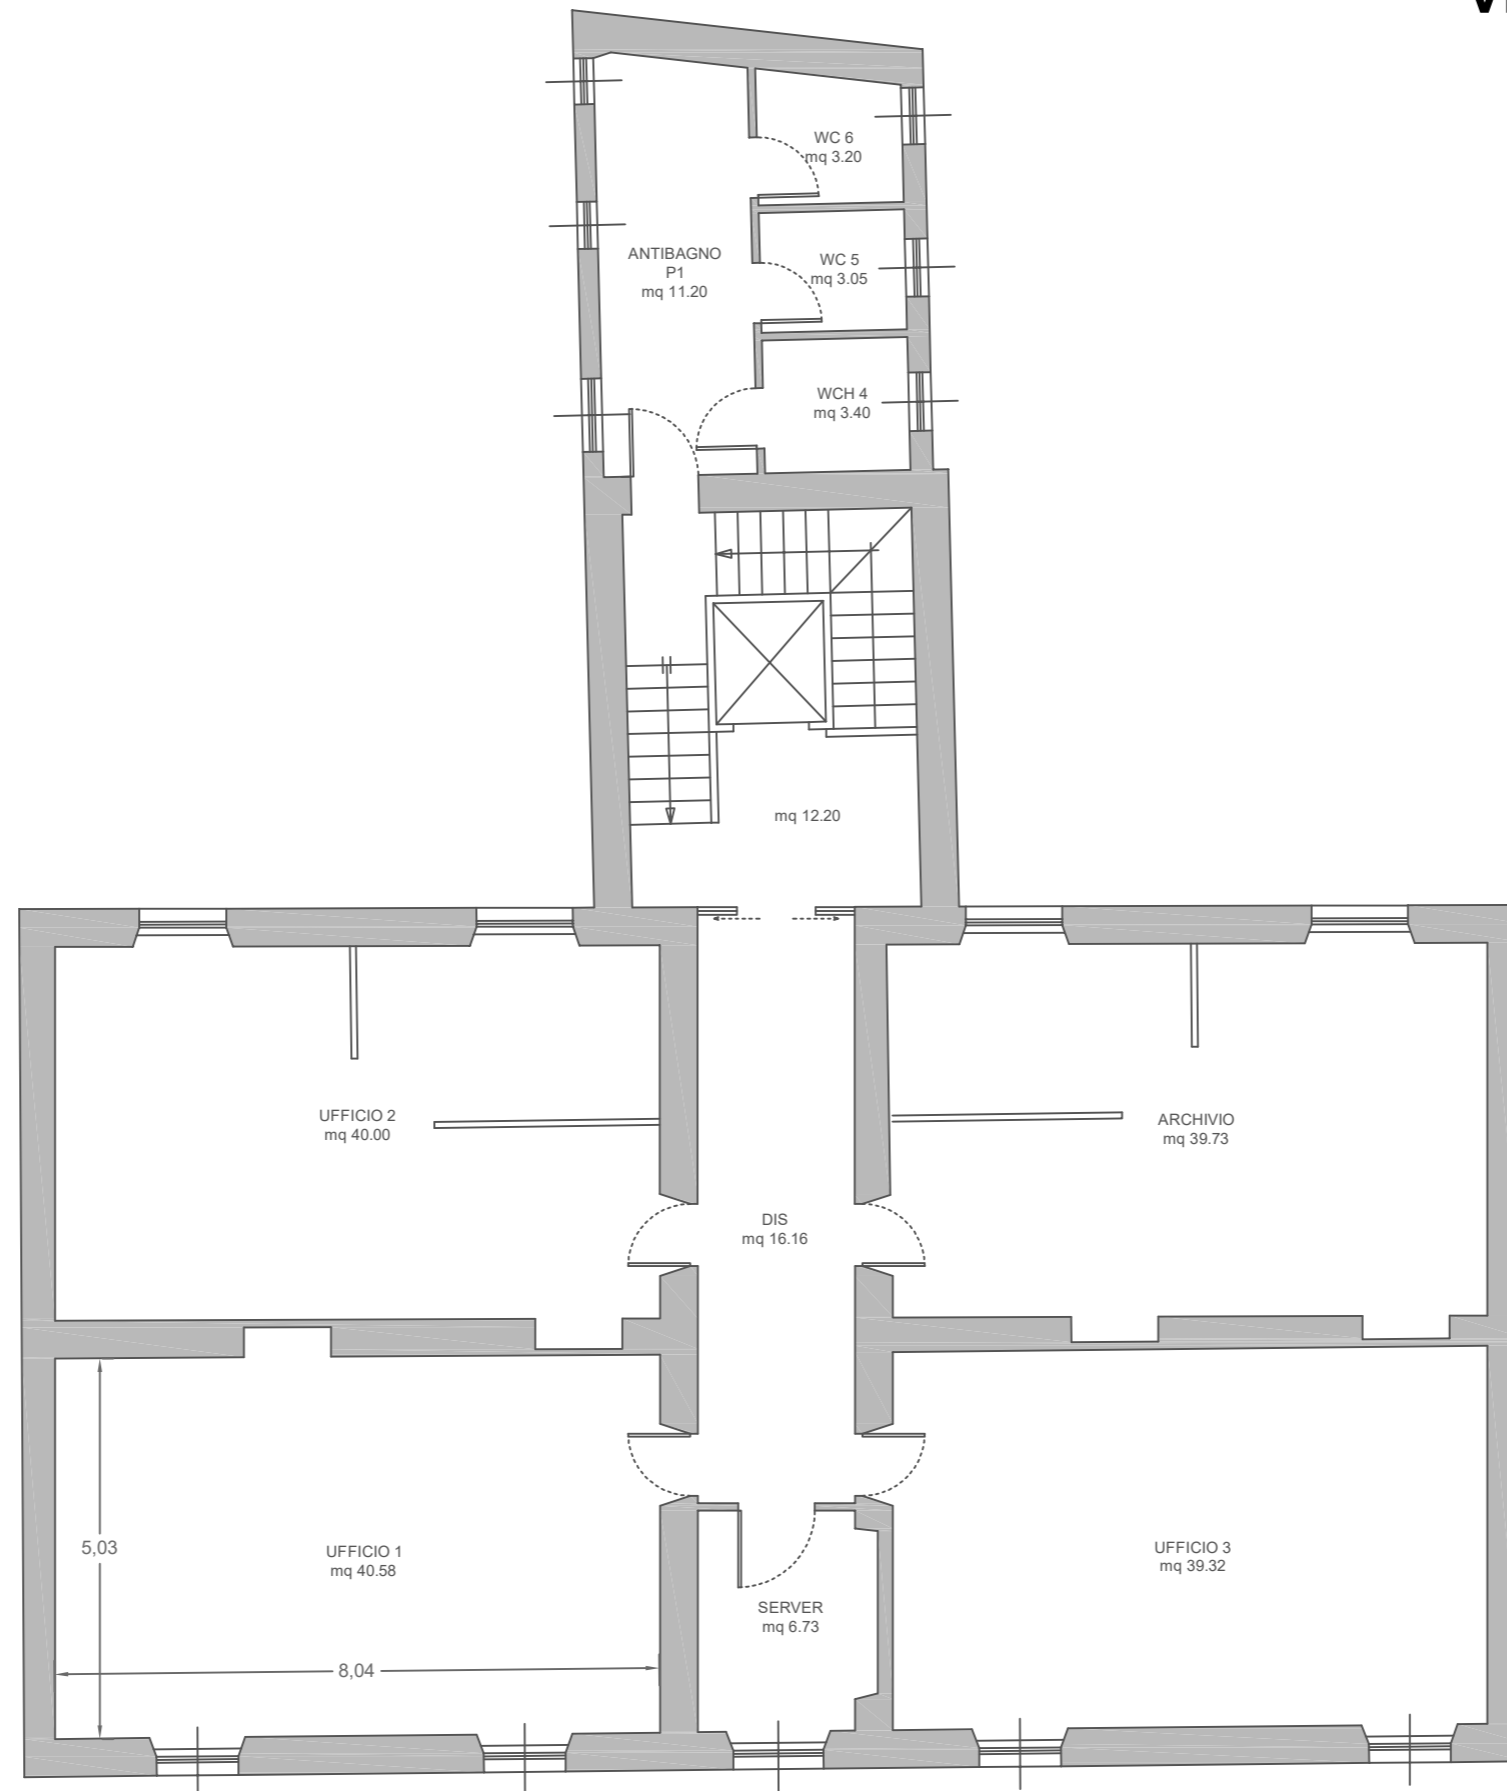 WC 6
mq 3.20
ANTIBAGNO
P1
mq 11.20
WC 5
mq 3.05
WCH 4
mq 3.40
mq 12.20
UFFICIO 2
mq 40.00
ARCHIVIO
mq 39.73
DIS
mq 16.16
5,03
UFFICIO 1
mq 40.58
UFFICIO 3
mq 39.32
SERVER
mq 6.73
8,04